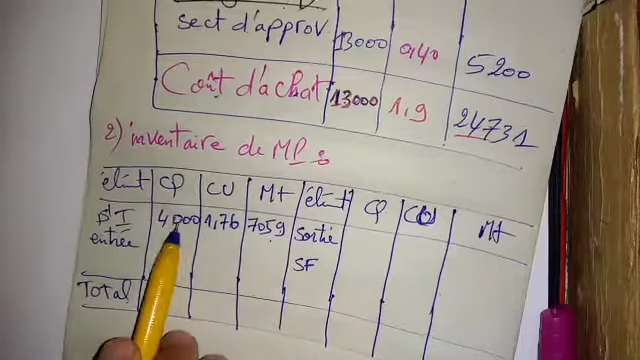 sect d'approv 13000 0,40 5200
Coût d'achat 13000 1,9 24731
2) inventaire de MP :
élmt Q CU Mt élmt Q CU Mt
SI 4000 1,76 7059 Sortie
entrée SF
Total